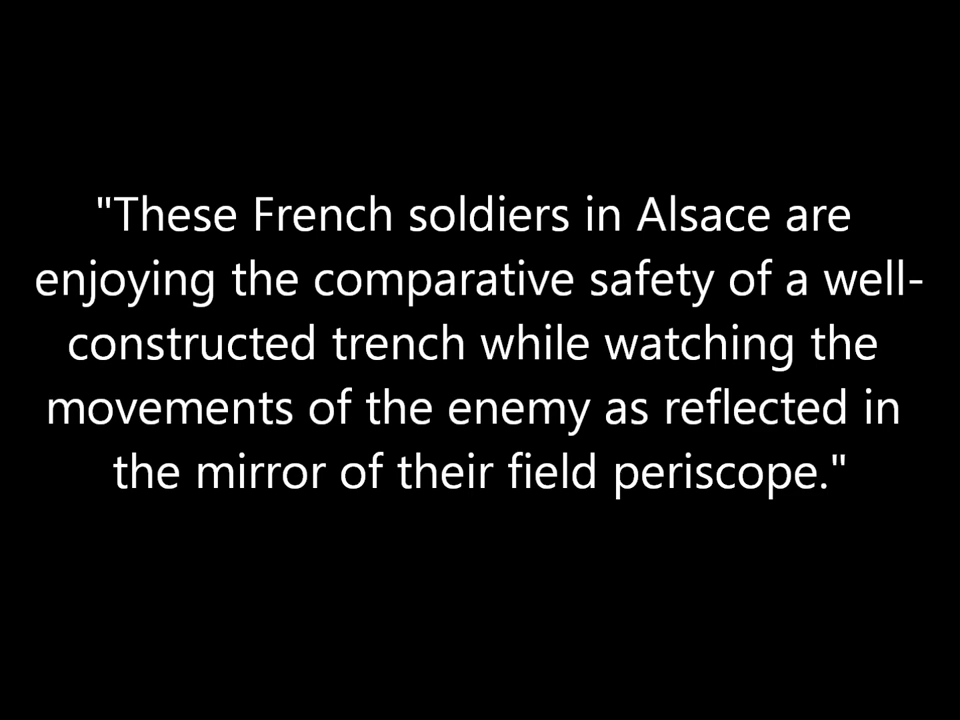 "These French soldiers in Alsace are
enjoying the comparative safety of a well-
constructed trench while watching the
movements of the enemy as reflected in
the mirror of their field periscope."